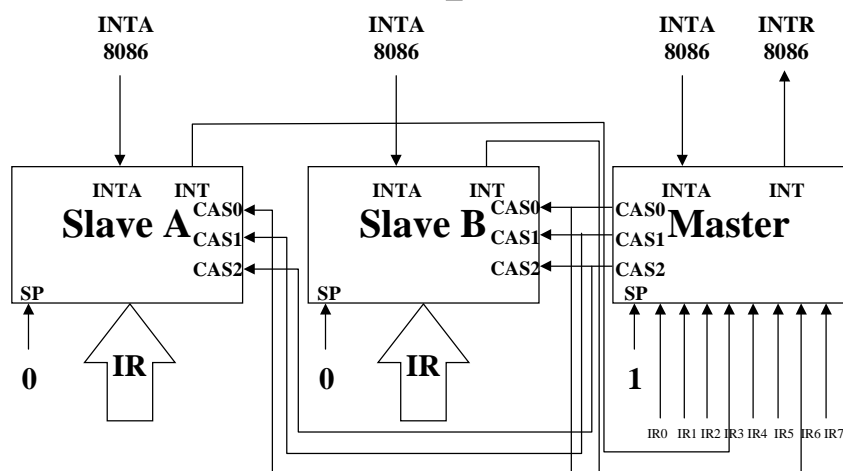 INTA INTA INTA INTR
8086 8086 8086 8086
INTA INT INTA INT INTA INT
CAS0 CAS0 CAS0
Slave A Slave B Master
CAS1 CAS1 CAS1
CAS2 CAS2 CAS2
SP SP SP
0 IR 0 IR 1
IR0 IR1 IR2 IR3 IR4 IR5 IR6 IR7